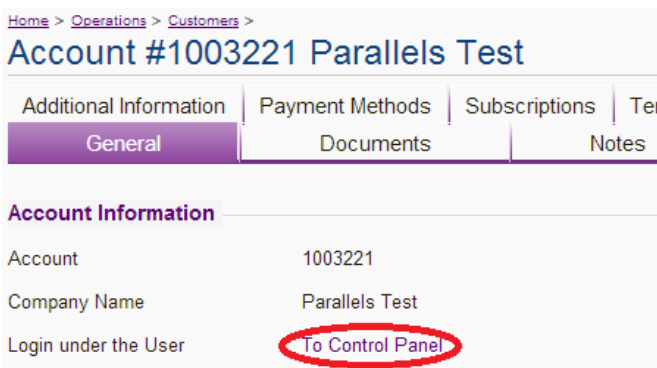 Home > Operations > Customers >
Account #1003221 Parallels Test
Additional Information Payment Methods Subscriptions
General Documents Notes
Account Information
Account 1003221
Company Name Parallels Test
Login under the User To Control Panel